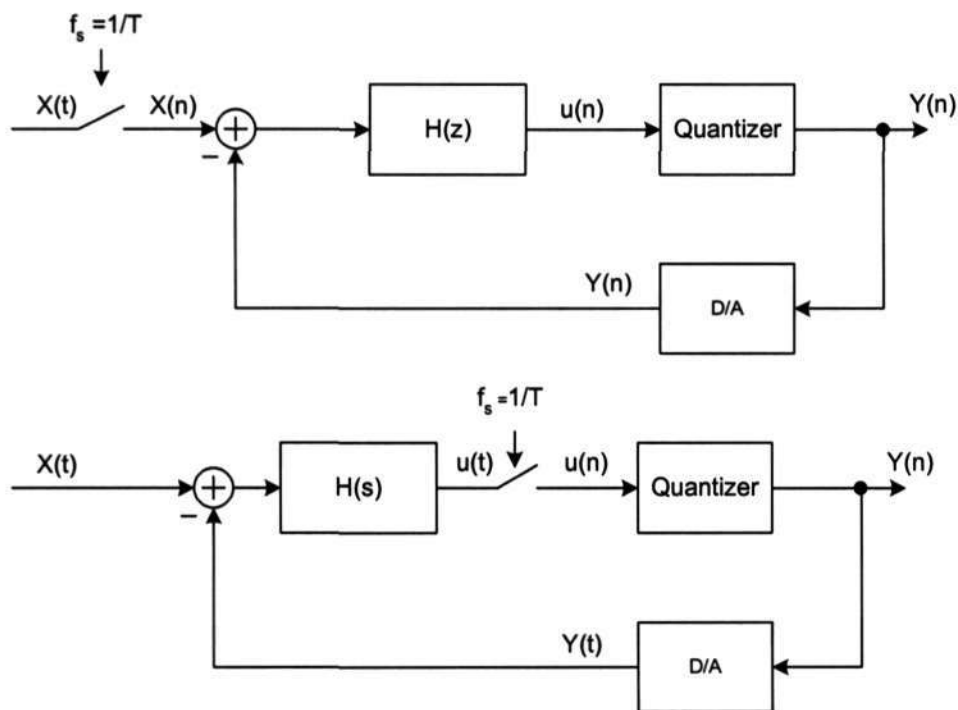 fs =1/T
X(t)
X(n)
+
−
H(z)
u(n)
Quantizer
Y(n)
Y(n)
D/A
fs =1/T
X(t)
+
−
H(s)
u(t)
u(n)
Quantizer
Y(n)
Y(t)
D/A